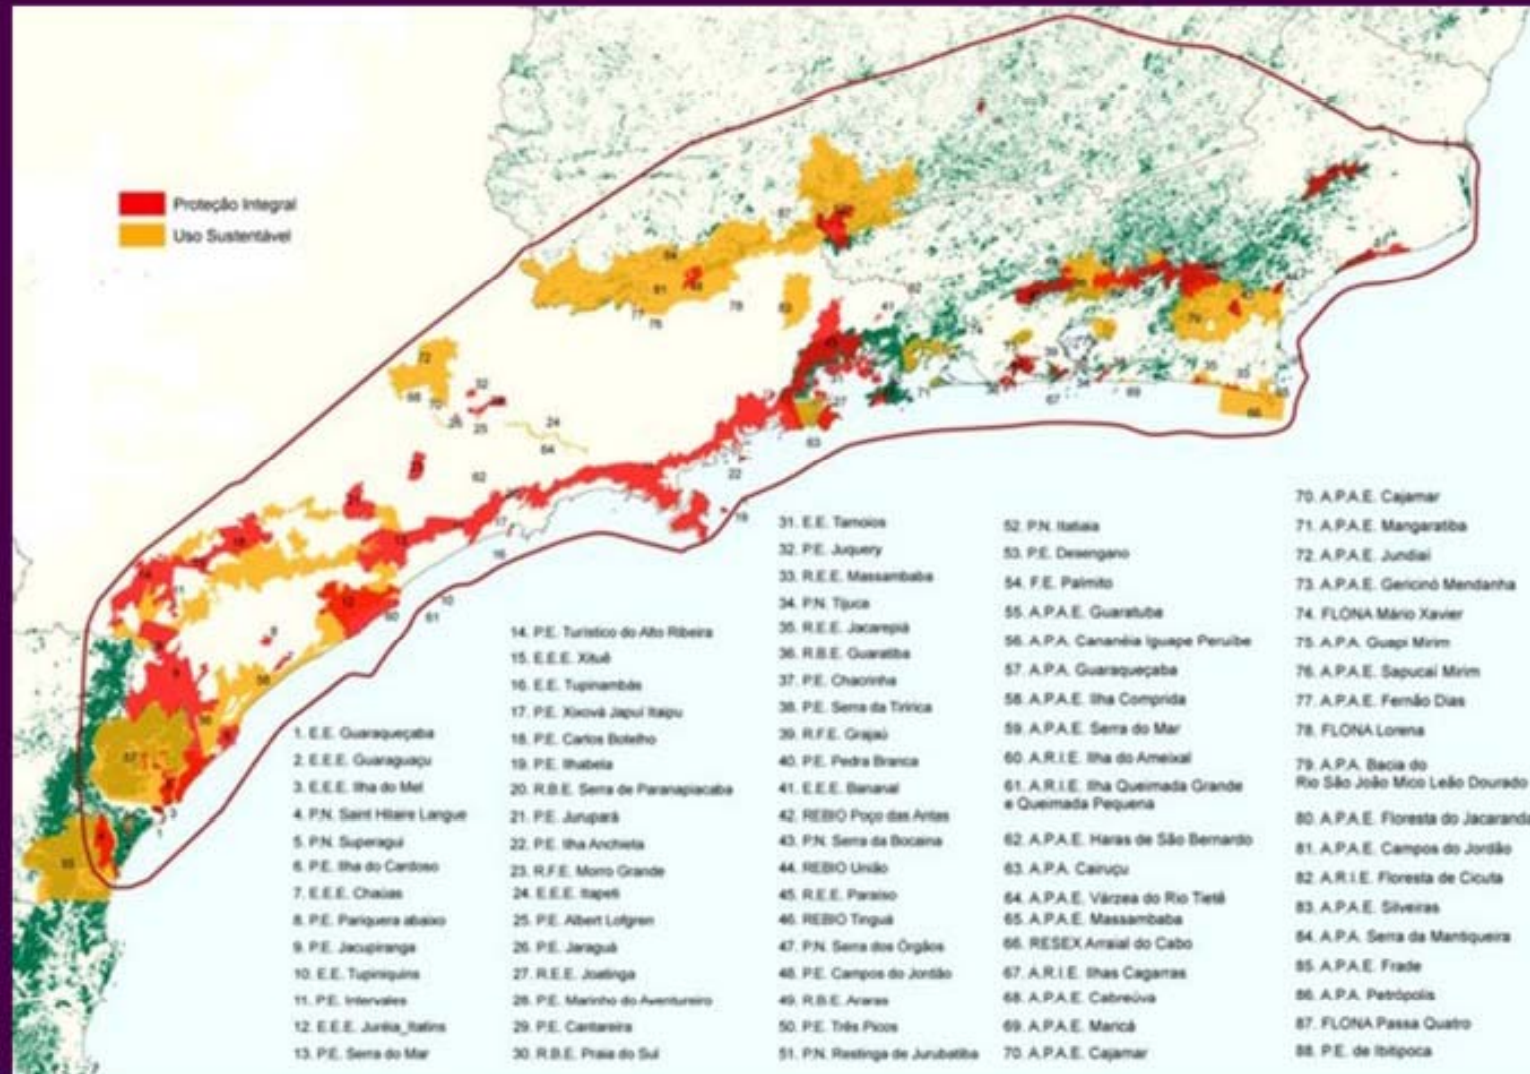 Proteção Integral
Uso Sustentável
1. E.E. Guaraqueçaba
2. E.E.E. Guaraguaçu
3. E.E.E. Ilha do Mel
4. P.N. Saint Hilaire Langue
5. P.N. Superagui
6. P.E. Ilha do Cardoso
7. E.E.E. Chaúas
8. P.E. Pariquera abaixo
9. P.E. Jacupiranga
10. E.E. Tupiniquins
11. P.E. Intervales
12. E.E.E. Juréia_Itatins
13. P.E. Serra do Mar
14. P.E. Turístico do Alto Ribeira
15. E.E.E. Xituê
16. E.E. Tupinambás
17. P.E. Xixová Japuí Itaipu
18. P.E. Carlos Botelho
19. P.E. Ilhabela
20. R.B.E. Serra de Paranapiacaba
21. P.E. Jurupará
22. P.E. Ilha Anchieta
23. R.F.E. Morro Grande
24. E.E.E. Itapeti
25. P.E. Albert Lofgren
26. P.E. Jaraguá
27. R.E.E. Joatinga
28. P.E. Marinho do Aventureiro
29. P.E. Cantareira
30. R.B.E. Praia do Sul
31. E.E. Tamoios
32. P.E. Juquery
33. R.E.E. Massambaba
34. P.N. Tijuca
35. R.E.E. Jacarepiá
36. R.B.E. Guaratiba
37. P.E. Chacrinha
38. P.E. Serra da Tiririca
39. R.F.E. Grajaú
40. P.E. Pedra Branca
41. E.E.E. Bananal
42. REBIO Poço das Antas
43. P.N. Serra da Bocaina
44. REBIO União
45. R.E.E. Paraíso
46. REBIO Tinguá
47. P.N. Serra dos Órgãos
48. P.E. Campos do Jordão
49. R.B.E. Araras
50. P.E. Três Picos
51. P.N. Restinga de Jurubatiba
52. P.N. Itatiaia
53. P.E. Desengano
54. F.E. Palmito
55. A.P.A.E. Guaratuba
56. A.P.A. Cananéia Iguape Peruíbe
57. A.P.A. Guaraqueçaba
58. A.P.A.E. Ilha Comprida
59. A.P.A.E. Serra do Mar
60. A.R.I.E. Ilha do Ameixal
61. A.R.I.E. Ilha Queimada Grande
e Queimada Pequena
62. A.P.A.E. Haras de São Bernardo
63. A.P.A. Cairuçu
64. A.P.A.E. Várzea do Rio Tietê
65. A.P.A.E. Massambaba
66. RESEX Arraial do Cabo
67. A.R.I.E. Ilhas Cagarras
68. A.P.A.E. Cabreúva
69. A.P.A.E. Maricá
70. A.P.A.E. Cajamar
70. A.P.A.E. Cajamar
71. A.P.A.E. Mangaratiba
72. A.P.A.E. Jundiaí
73. A.P.A.E. Gericinó Mendanha
74. FLONA Mário Xavier
75. A.P.A. Guapi Mirim
76. A.P.A.E. Sapucaí Mirim
77. A.P.A.E. Fernão Dias
78. FLONA Lorena
79. A.P.A. Bacia do
Rio São João Mico Leão Dourado
80. A.P.A.E. Floresta do Jacaranda
81. A.P.A.E. Campos do Jordão
82. A.R.I.E. Floresta de Cicuta
83. A.P.A.E. Silveiras
84. A.P.A. Serra da Mantiqueira
85. A.P.A.E. Frade
86. A.P.A. Petrópolis
87. FLONA Passa Quatro
88. P.E. de Ibitipoca